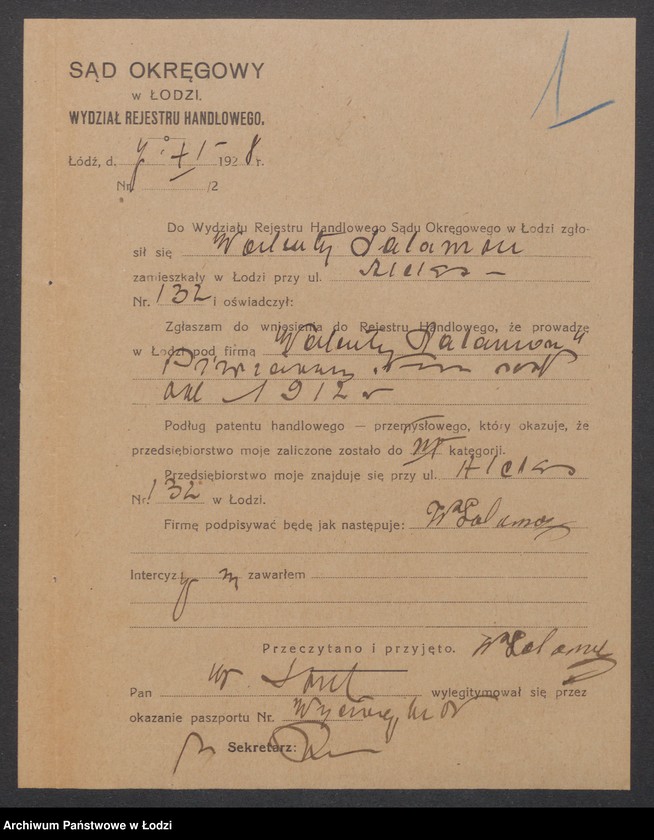 1
SĄD OKRĘGOWY
w ŁODZI.
WYDZIAŁ REJESTRU HANDLOWEGO.
Łódź, d. 1928 r.
Nr. /2
Do Wydziału Rejestru Handlowego Sądu Okręgowego w Łodzi zgło-
sił się Walenty Salamon
zamieszkały w Łodzi przy ul.
Nr. 132 i oświadczył:
Zgłaszam do wniesienia do Rejestru Handlowego, że prowadzę
w Łodzi pod firmą "Walenty Salamon"
od 1912 r
Podług patentu handlowego — przemysłowego, który okazuje, że
przedsiębiorstwo moje zaliczone zostało do kategorji.
Przedsiębiorstwo moje znajduje się przy ul.
Nr. 132 w Łodzi.
Firmę podpisywać będę jak następuje: W Salamon
Intercyzy nie zawarłem
Przeczytano i przyjęto. W Salamon
Pan wylegitymował się przez
okazanie paszportu Nr.
Sekretarz:
Archiwum Państwowe w Łodzi